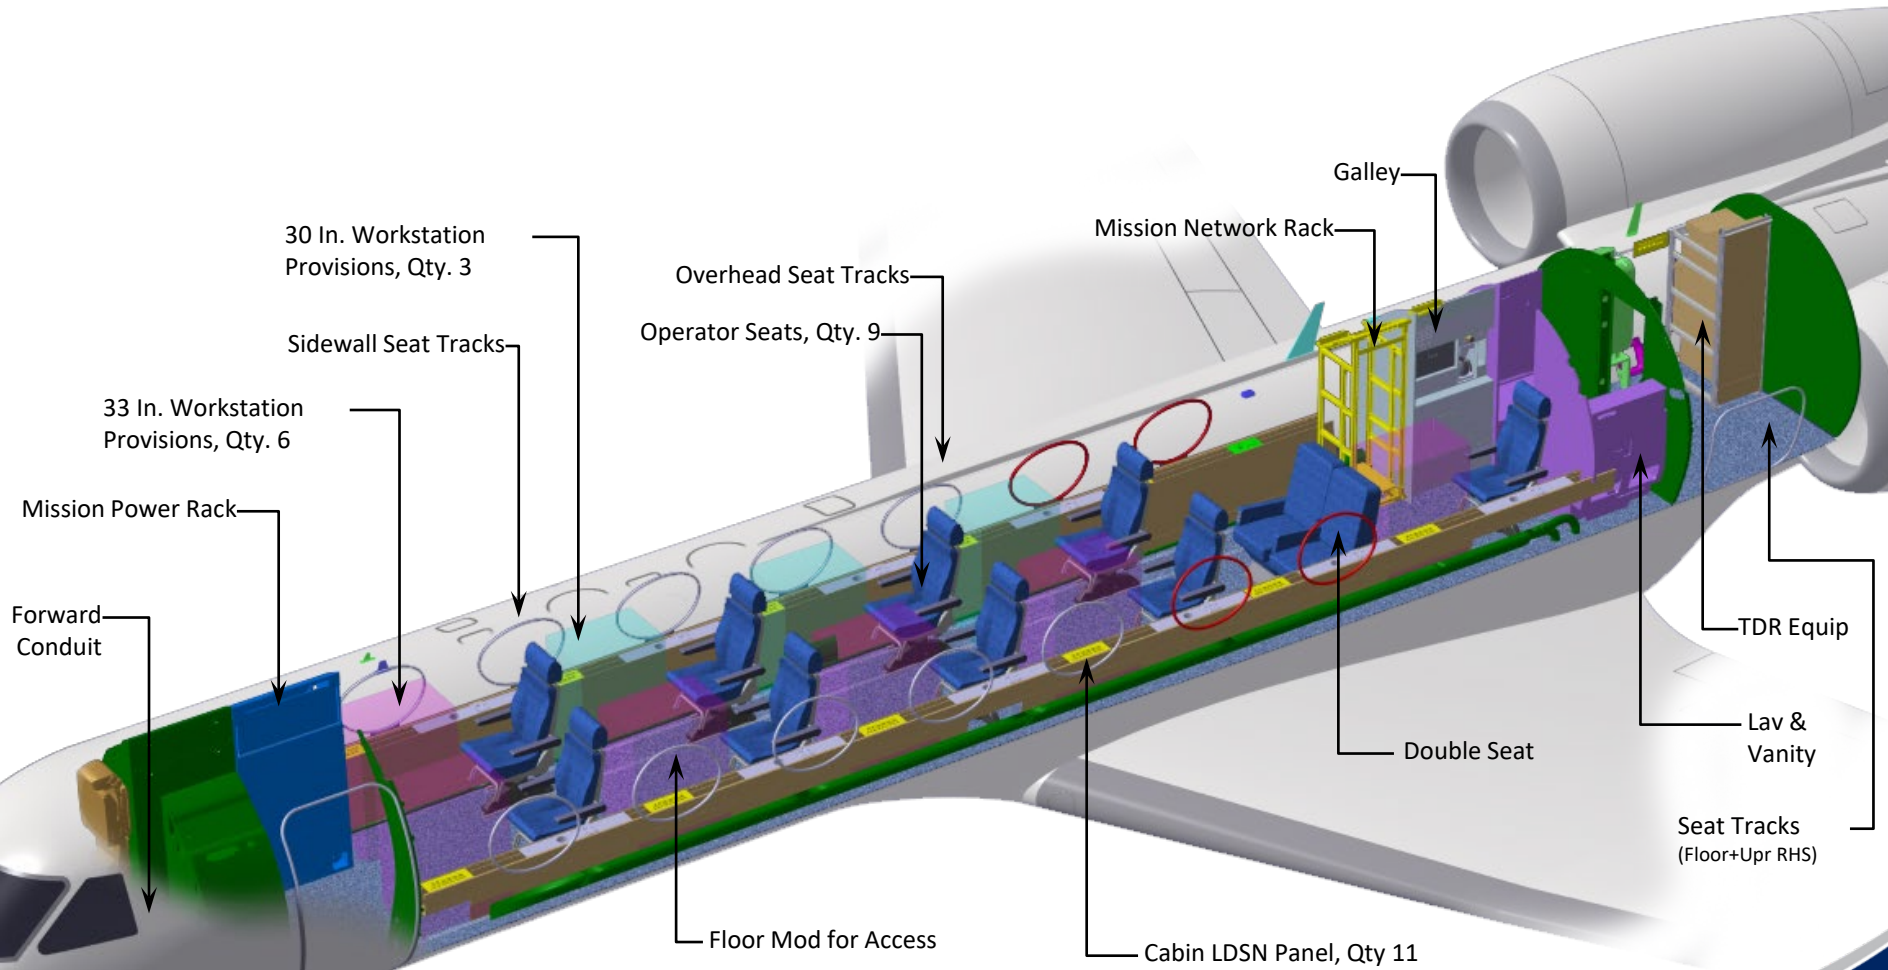 Galley
Mission Network Rack
30 In. Workstation
Provisions, Qty. 3
Overhead Seat Tracks
Operator Seats, Qty. 9
Sidewall Seat Tracks
33 In. Workstation
Provisions, Qty. 6
Mission Power Rack
Forward
Conduit
TDR Equip
Lav &
Vanity
Double Seat
Seat Tracks
(Floor+Upr RHS)
Floor Mod for Access
Cabin LDSN Panel, Qty 11